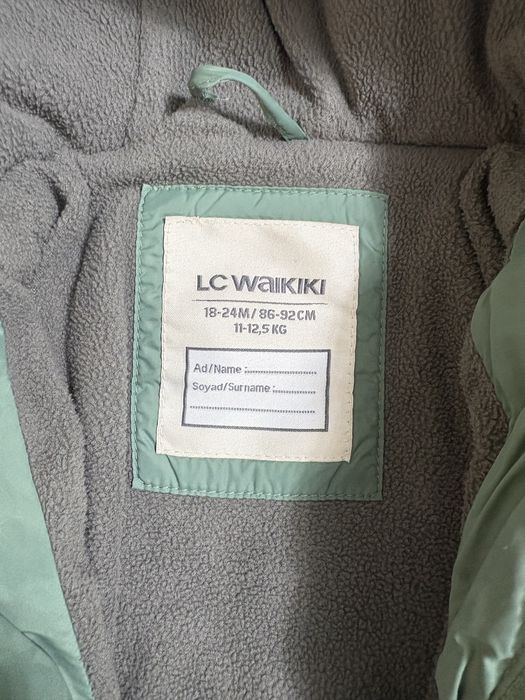 LC WAIKIKI
18-24M/86-92CM
11-12,5 KG
Ad/Name :......................
Soyad/Surname :.............
.......................................